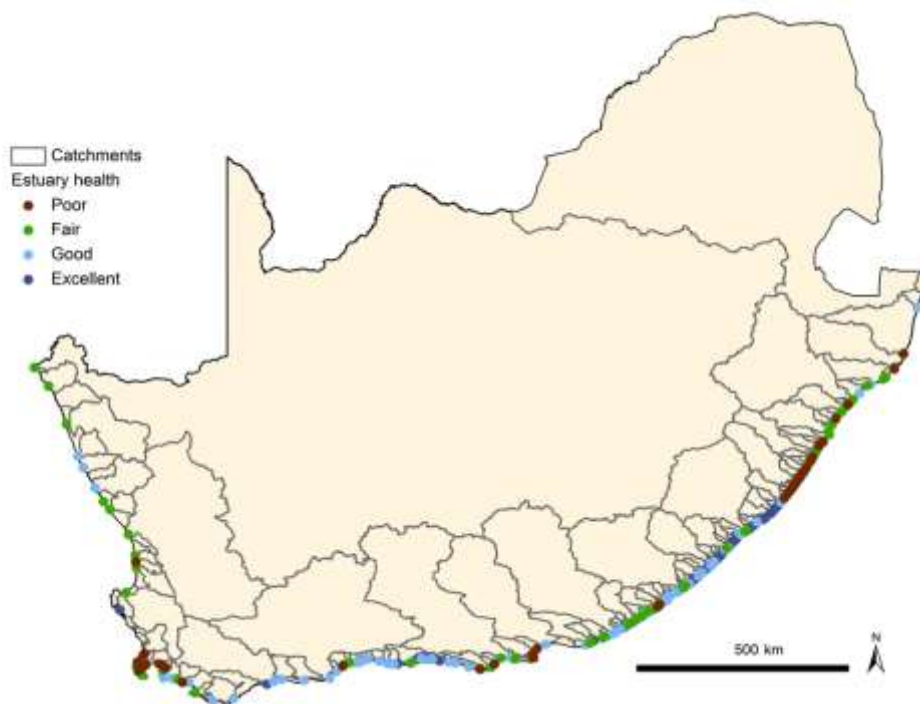 Catchments
Estuary health
Poor
Fair
Good
Excellent
500 km
N